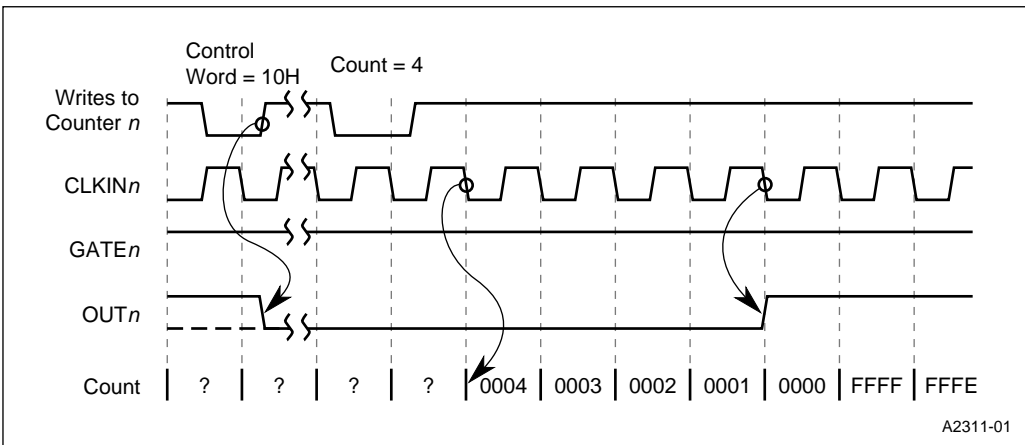 Control
Word = 10H
Count = 4
Writes to
Counter n
CLKINn
GATEn
OUTn
Count ? ? ? ? 0004 0003 0002 0001 0000 FFFF FFFE
A2311-01